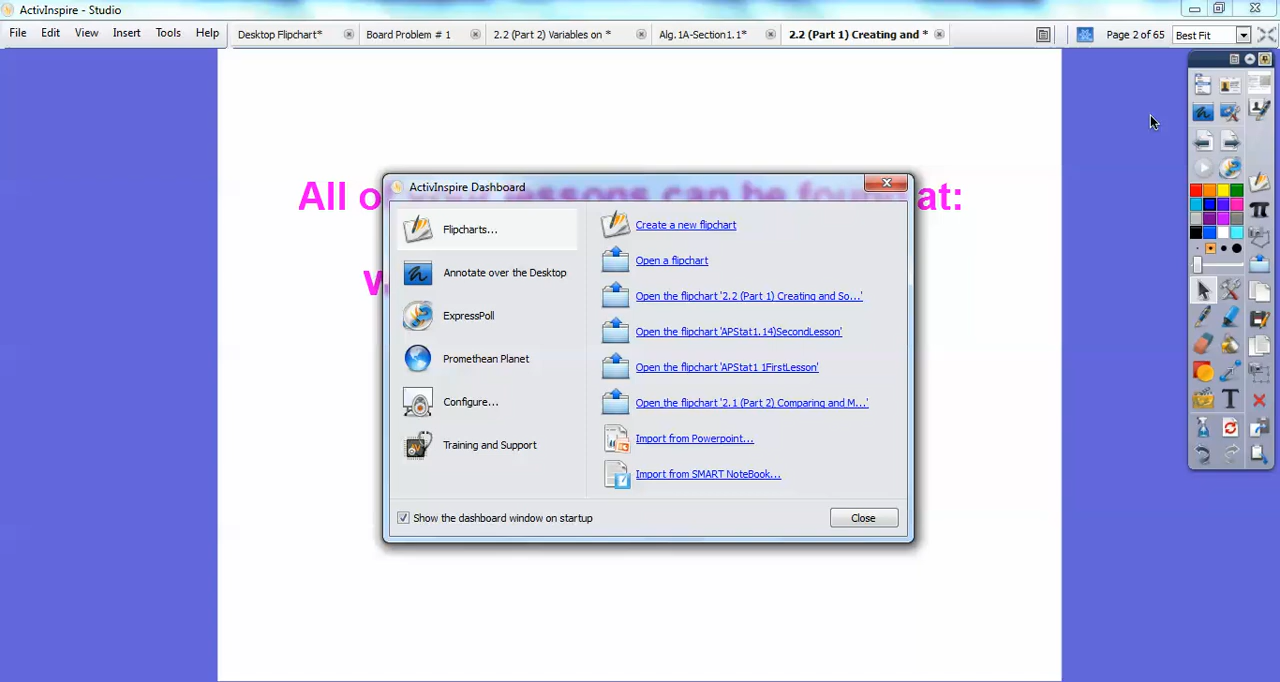 ActivInspire - Studio
File Edit View Insert Tools Help
Desktop Flipchart* Board Problem # 1 2.2 (Part 2) Variables on * Alg.1A-Section1.1* 2.2 (Part 1) Creating and *
Page 2 of 65 Best Fit
All o lessons can be found at:
w
ActivInspire Dashboard
Flipcharts...
Annotate over the Desktop
ExpressPoll
Promethean Planet
Configure...
Training and Support
Create a new flipchart
Open a flipchart
Open the flipchart '2.2 (Part 1) Creating and So...'
Open the flipchart 'APStat1.14)SecondLesson'
Open the flipchart 'APStat1 1FirstLesson'
Open the flipchart '2.1 (Part 2) Comparing and M...'
Import from Powerpoint...
Import from SMART NoteBook...
Show the dashboard window on startup
Close